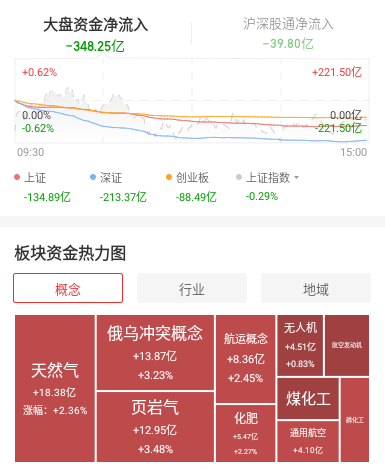 大盘资金净流入
沪深股通净流入
-348.25亿
-39.80亿
+0.62%
+221.50亿
0.00%
0.00亿
-0.62%
-221.50亿
09:30
15:00
上证
深证
创业板
上证指数
-134.89亿
-213.37亿
-88.49亿
-0.29%
板块资金热力图
概念
行业
地域
天然气
+18.38亿
涨幅：+2.36%
俄乌冲突概念
+13.87亿
+3.23%
页岩气
+12.95亿
+3.48%
航运概念
+8.36亿
+2.45%
化肥
+5.47亿
+2.27%
无人机
+4.51亿
+0.83%
航空发动机
煤化工
通用航空
+4.10亿
磷化工